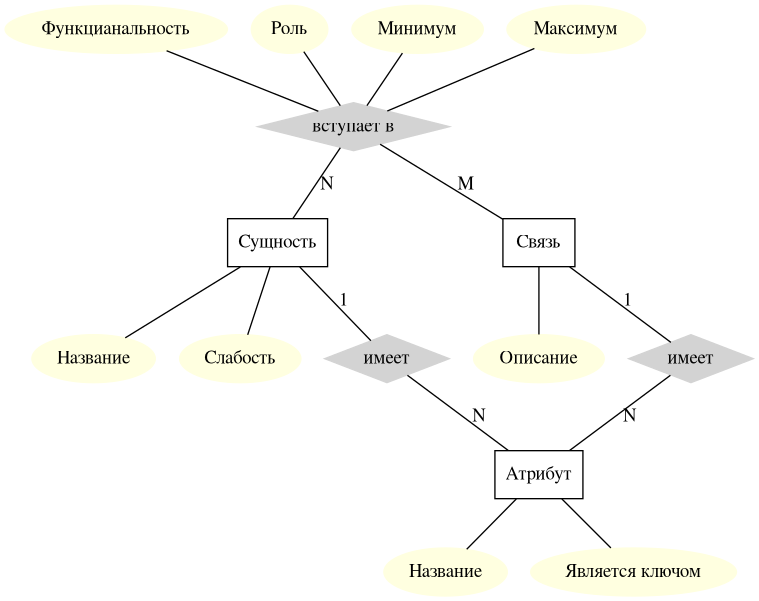 Функцианальность
Роль
Минимум
Максимум
вступает в
N
M
Сущность
Связь
1
1
Название
Слабость
имеет
Описание
имеет
N
N
Атрибут
Название
Является ключом